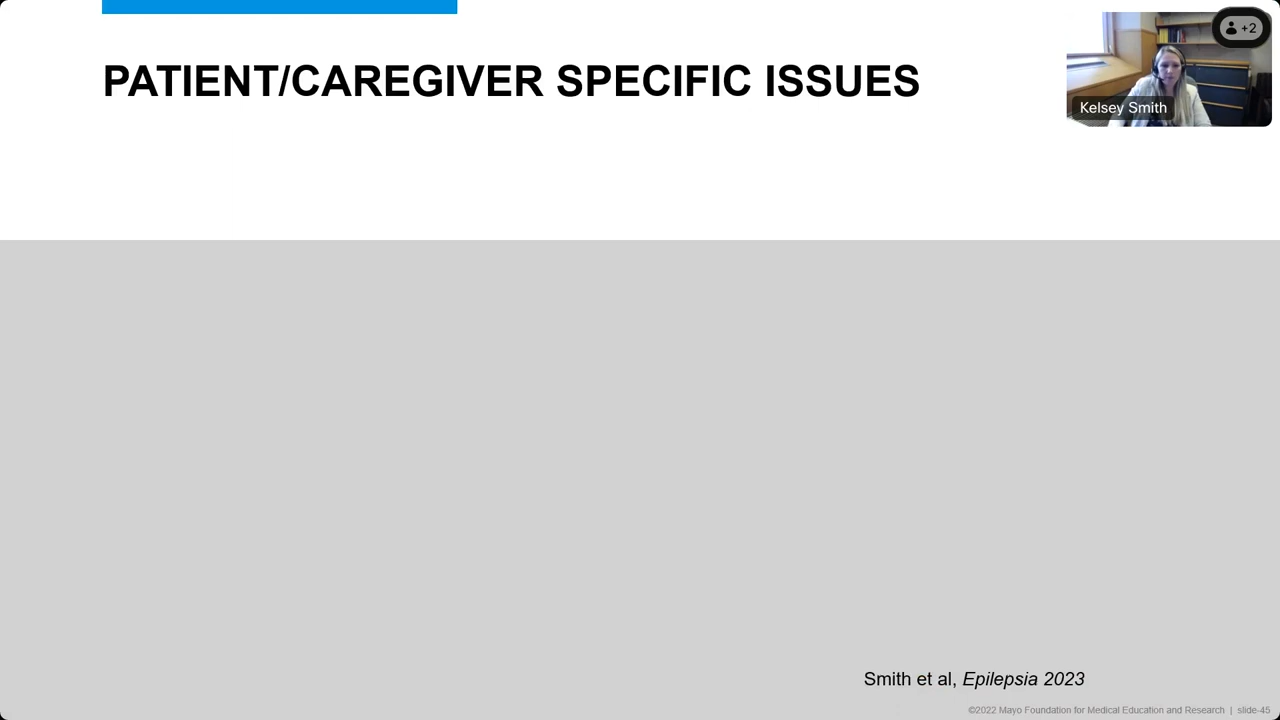 PATIENT/CAREGIVER SPECIFIC ISSUES
+2
Kelsey Smith
Smith et al, Epilepsia 2023
©2022 Mayo Foundation for Medical Education and Research | slide-45